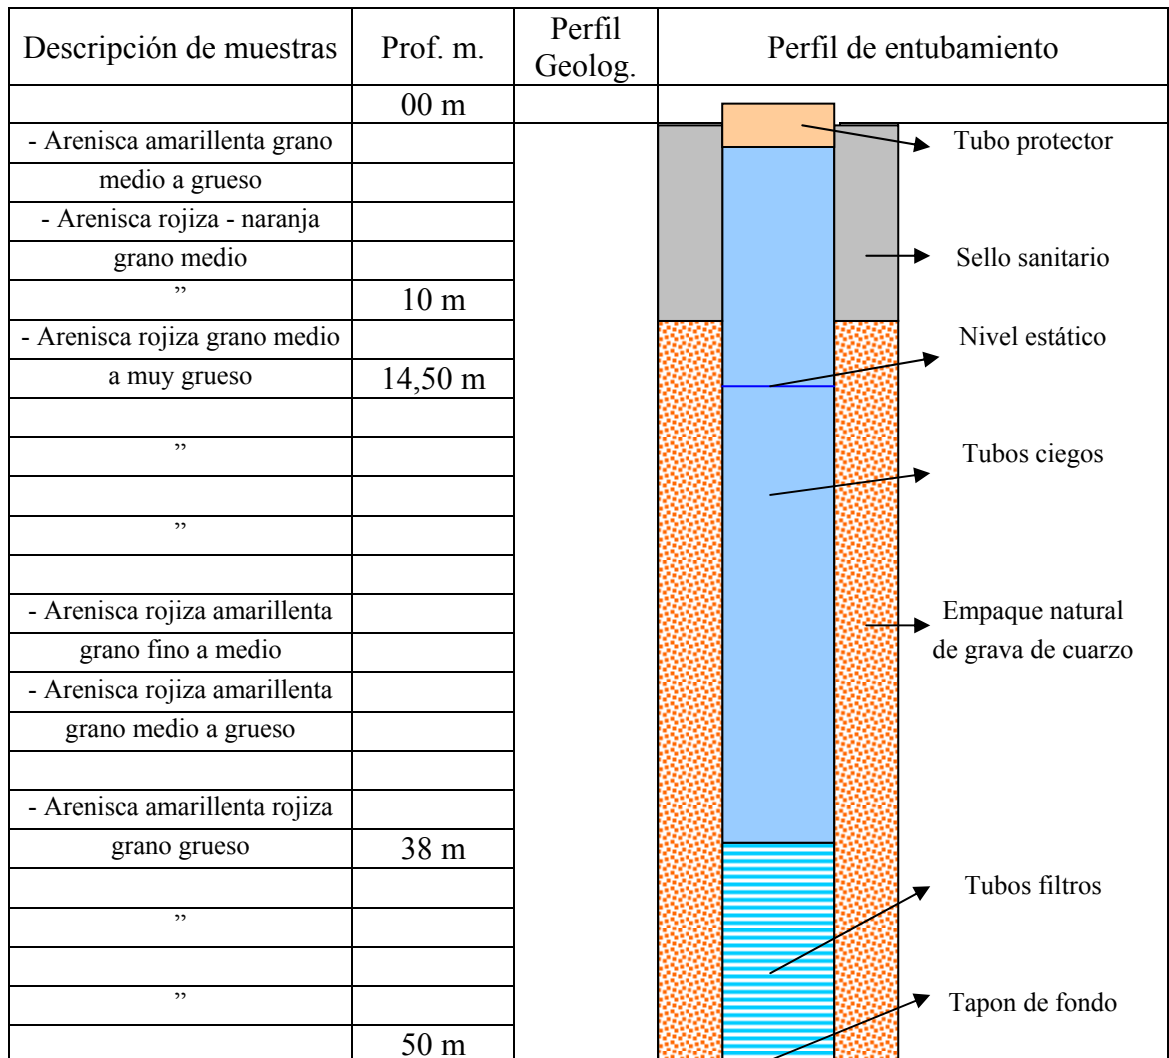 Descripción de muestras Prof. m. Perfil Geolog. Perfil de entubamiento
00 m
- Arenisca amarillenta grano
medio a grueso
Tubo protector
- Arenisca rojiza - naranja
grano medio
Sello sanitario
” 10 m
- Arenisca rojiza grano medio
Nivel estático
a muy grueso 14,50 m
”
Tubos ciegos
”
- Arenisca rojiza amarillenta
Empaque natural
grano fino a medio
de grava de cuarzo
- Arenisca rojiza amarillenta
grano medio a grueso
- Arenisca amarillenta rojiza
grano grueso 38 m
Tubos filtros
”
”
Tapon de fondo
50 m